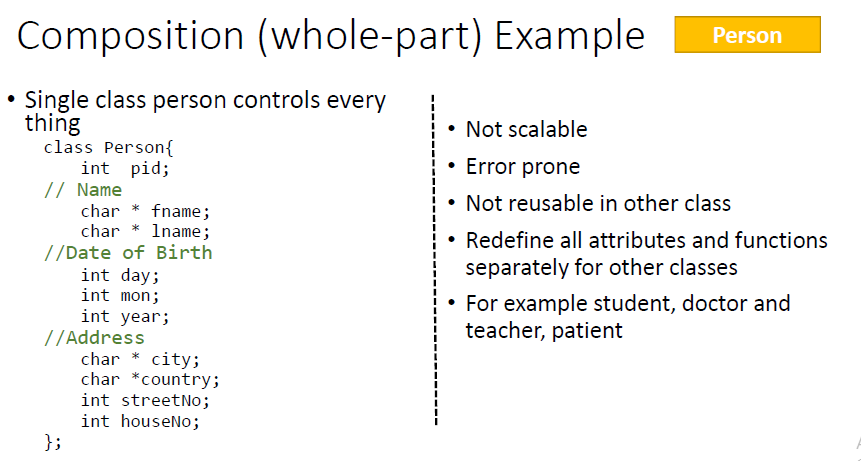 Composition (whole-part) Example
Person
• Single class person controls every
thing
class Person{
int  pid;
// Name
char * fname;
char * lname;
//Date of Birth
int day;
int mon;
int year;
//Address
char * city;
char *country;
int streetNo;
int houseNo;
};
• Not scalable
• Error prone
• Not reusable in other class
• Redefine all attributes and functions
separately for other classes
• For example student, doctor and
teacher, patient